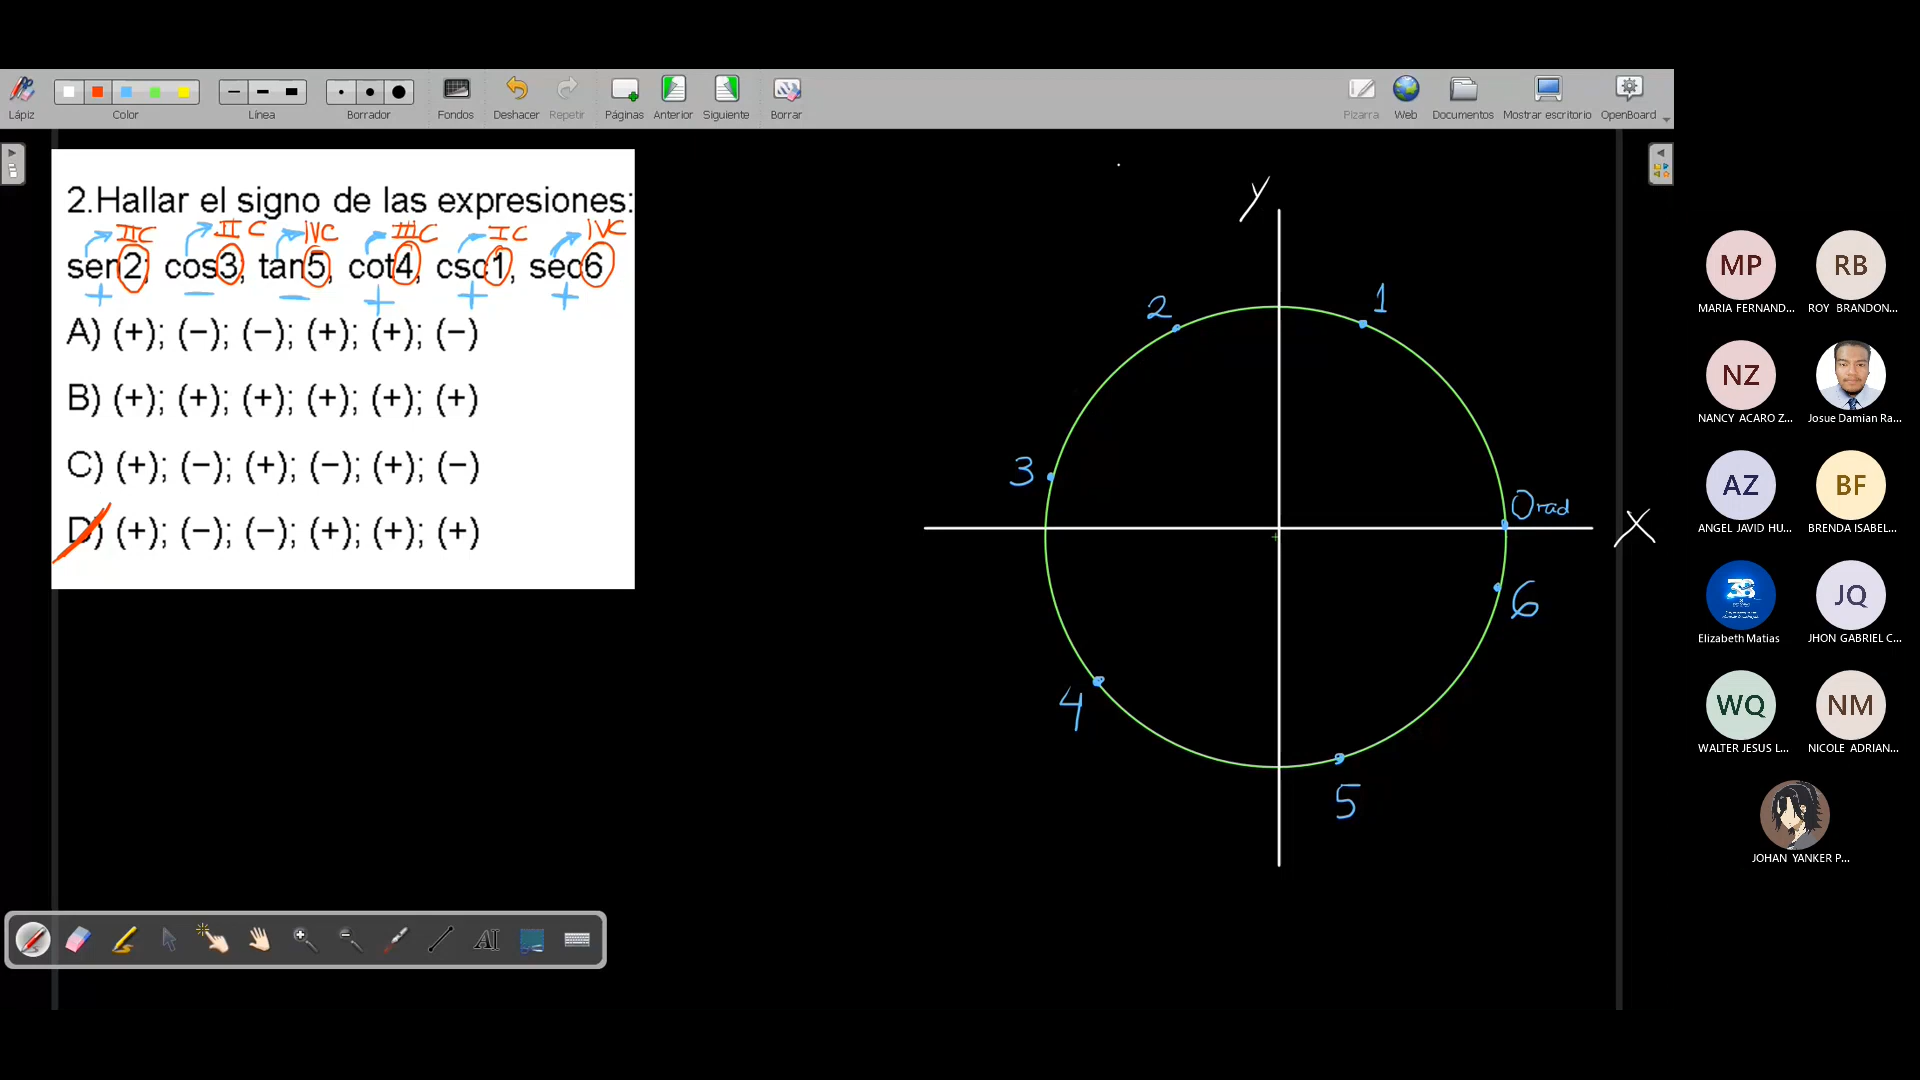 Lápiz
Color
Línea
Borrador
Fondos
Deshacer
Repetir
Páginas
Anterior
Siguiente
Borrar
Pizarra
Web
Documentos
Mostrar escritorio
OpenBoard
2.Hallar el signo de las expresiones:
IIC IIC IVC IIIC IC IVC
sen2; cos3; tan5, cot4, csc1, sec6
+ − − + + +
A) (+); (−); (−); (+); (+); (−)
B) (+); (+); (+); (+); (+); (+)
C) (+); (−); (+); (−); (+); (−)
D) (+); (−); (−); (+); (+); (+)
y
1
2
3
0rad
X
6
4
5
AI
MP
MARIA FERNAND...
RB
ROY BRANDON...
NZ
NANCY ACARO Z...
Josue Damian Ra...
AZ
ANGEL JAVID HU...
BF
BRENDA ISABEL...
3B
Elizabeth Matias
JQ
JHON GABRIEL C...
WQ
WALTER JESUS L...
NM
NICOLE ADRIAN...
JOHAN YANKER P...